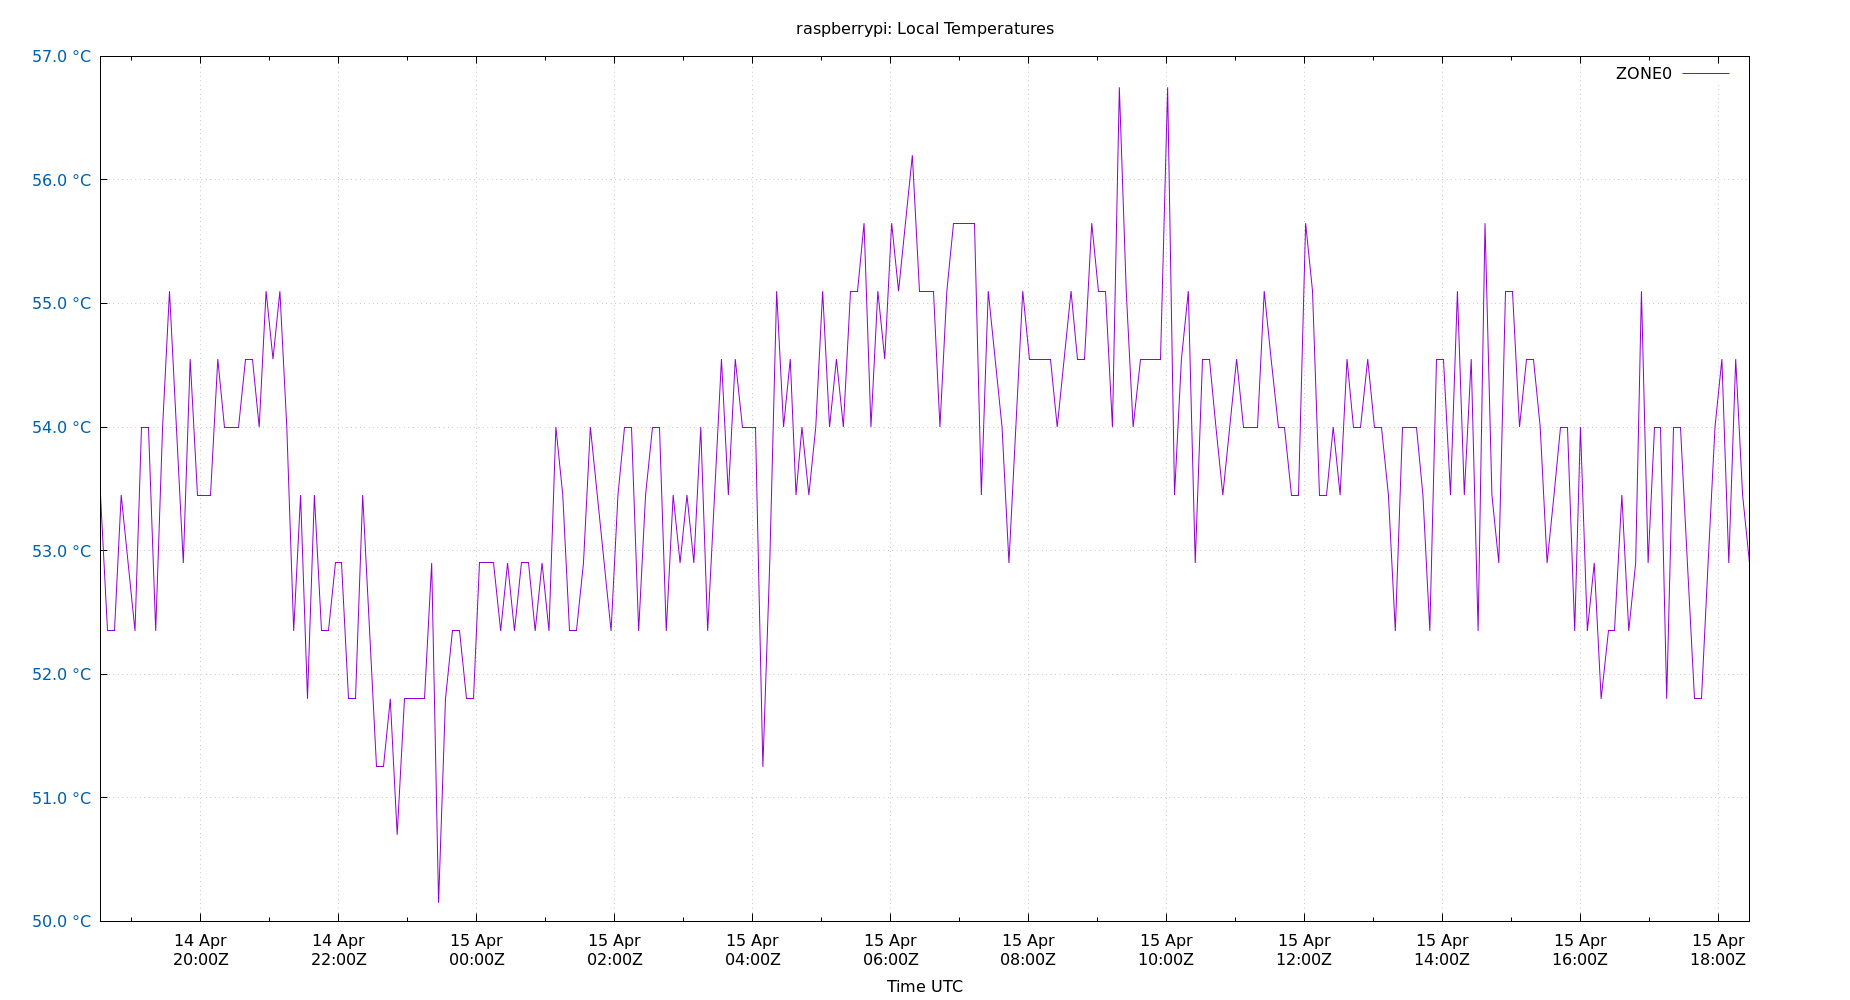 raspberrypi: Local Temperatures
ZONE0
57.0 °C
56.0 °C
55.0 °C
54.0 °C
53.0 °C
52.0 °C
51.0 °C
50.0 °C
14 Apr
20:00Z
14 Apr
22:00Z
15 Apr
00:00Z
15 Apr
02:00Z
15 Apr
04:00Z
15 Apr
06:00Z
15 Apr
08:00Z
15 Apr
10:00Z
15 Apr
12:00Z
15 Apr
14:00Z
15 Apr
16:00Z
15 Apr
18:00Z
Time UTC